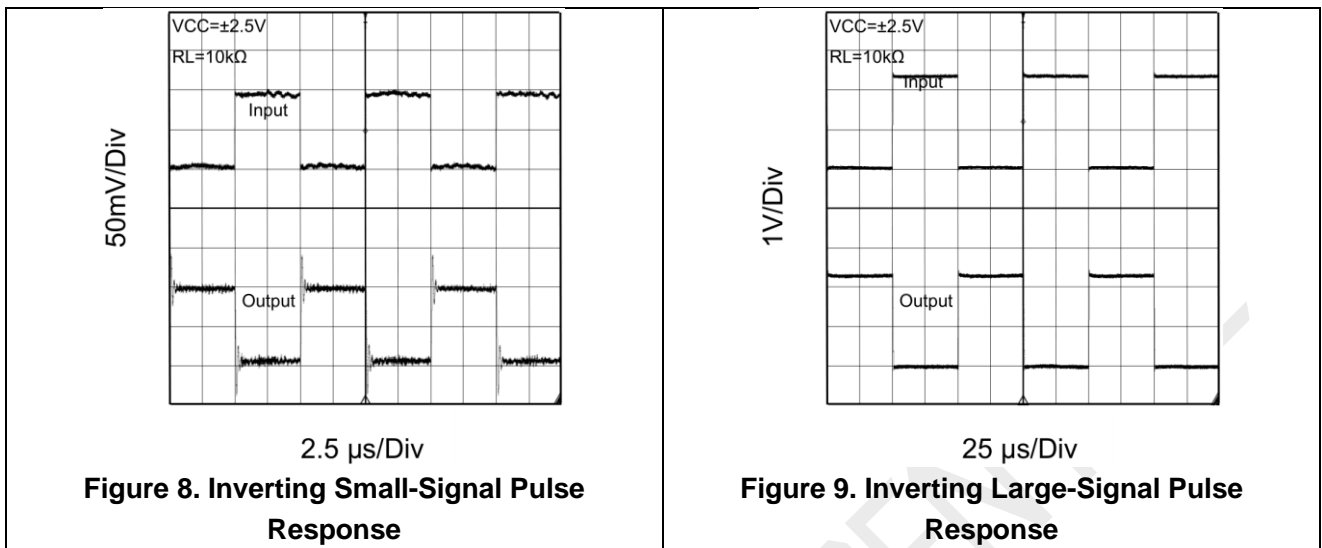 VCC=±2.5V
RL=10kΩ
Input
Output
50mV/Div
2.5 µs/Div
Figure 8. Inverting Small-Signal Pulse
Response
VCC=±2.5V
RL=10kΩ
Input
Output
1V/Div
25 µs/Div
Figure 9. Inverting Large-Signal Pulse
Response